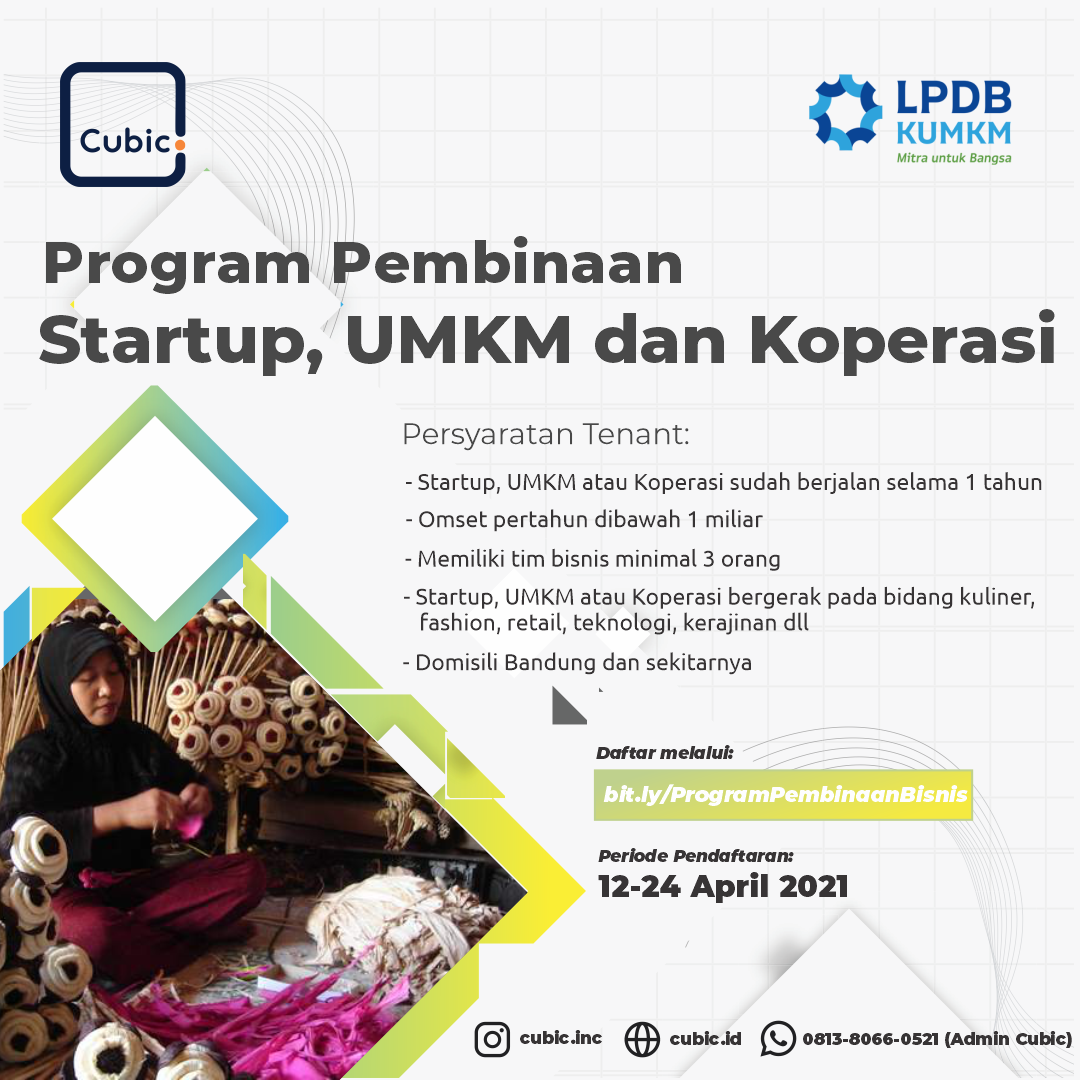 Cubic:
LPDB
KUMKM
Mitra untuk Bangsa
Program Pembinaan
Startup, UMKM dan Koperasi
Persyaratan Tenant:
- Startup, UMKM atau Koperasi sudah berjalan selama 1 tahun
- Omset pertahun dibawah 1 miliar
- Memiliki tim bisnis minimal 3 orang
- Startup, UMKM atau Koperasi bergerak pada bidang kuliner,
fashion, retail, teknologi, kerajinan dll
- Domisili Bandung dan sekitarnya
Daftar melalui:
bit.ly/ProgramPembinaanBisnis
Periode Pendaftaran:
12-24 April 2021
cubic.inc cubic.id 0813-8066-0521 (Admin Cubic)